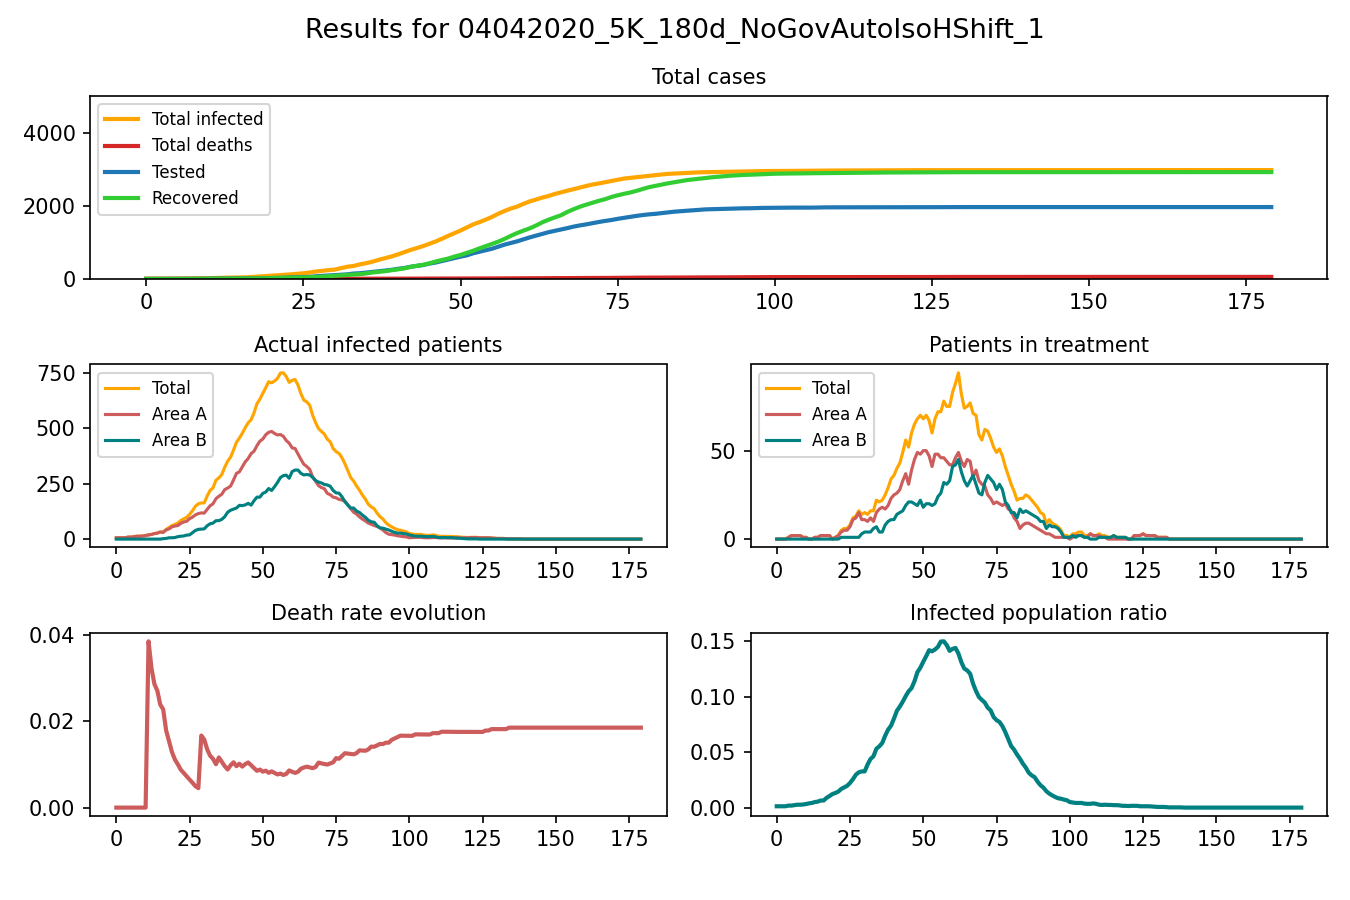 Results for 04042020_5K_180d_NoGovAutoIsoHShift_1
Total cases
4000
2000
0
Total infected
Total deaths
Tested
Recovered
0 25 50 75 100 125 150 175
Actual infected patients
750
500
250
0
Total
Area A
Area B
0 25 50 75 100 125 150 175
Patients in treatment
50
0
Total
Area A
Area B
0 25 50 75 100 125 150 175
Death rate evolution
0.04
0.02
0.00
0 25 50 75 100 125 150 175
Infected population ratio
0.15
0.10
0.05
0.00
0 25 50 75 100 125 150 175